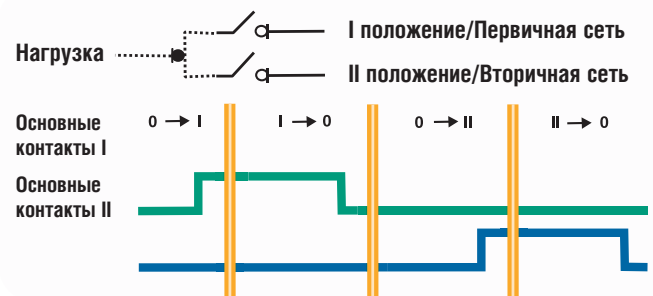 I положение/Первичная сеть
Нагрузка
II положение/Вторичная сеть
Основные
контакты I
0 → I
I → 0
0 → II
II → 0
Основные
контакты II